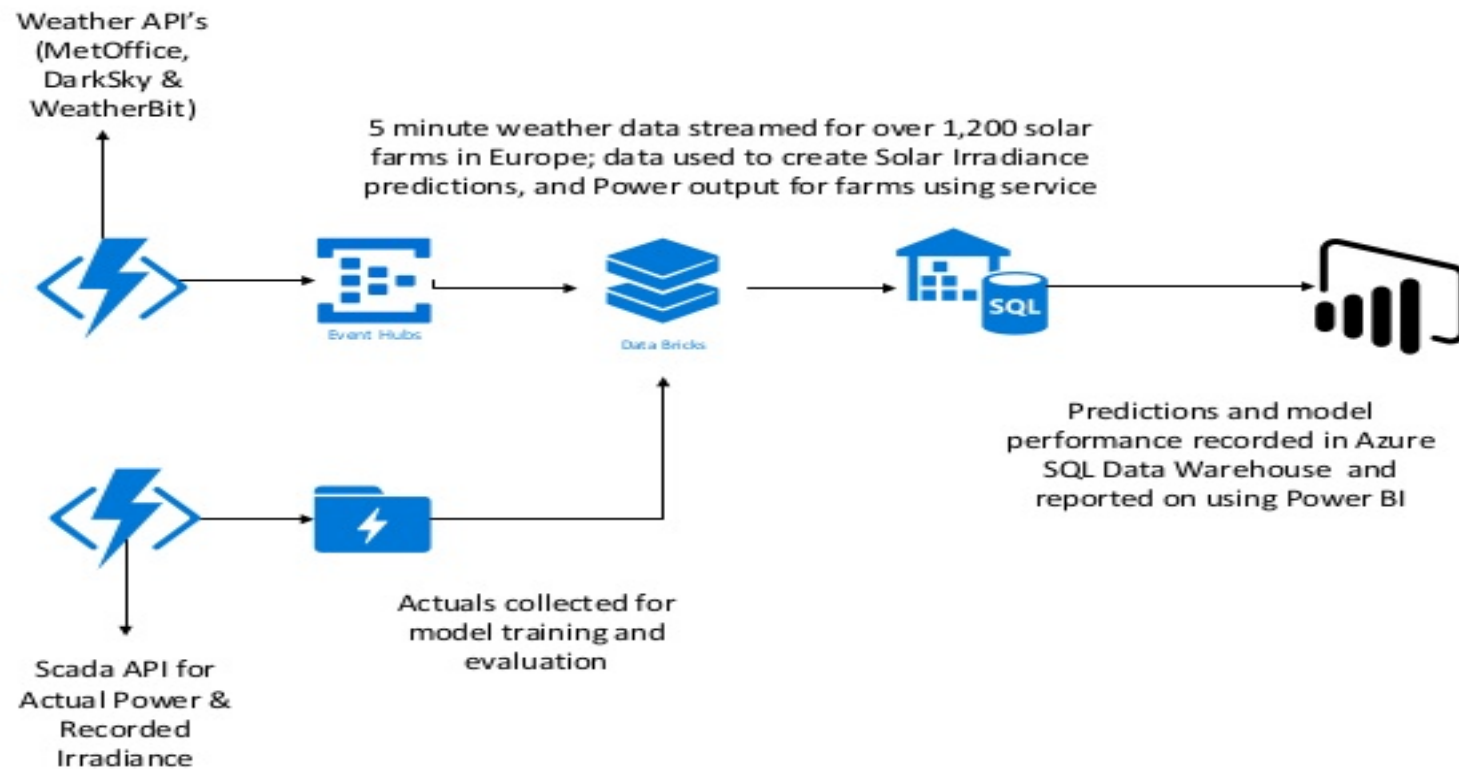 Weather API's
(MetOffice,
DarkSky &
WeatherBit)
5 minute weather data streamed for over 1,200 solar
farms in Europe; data used to create Solar Irradiance
predictions, and Power output for farms using service
Event Hubs
Data Bricks
SQL
Predictions and model
performance recorded in Azure
SQL Data Warehouse and
reported on using Power BI
Actuals collected for
model training and
evaluation
Scada API for
Actual Power &
Recorded
Irradiance